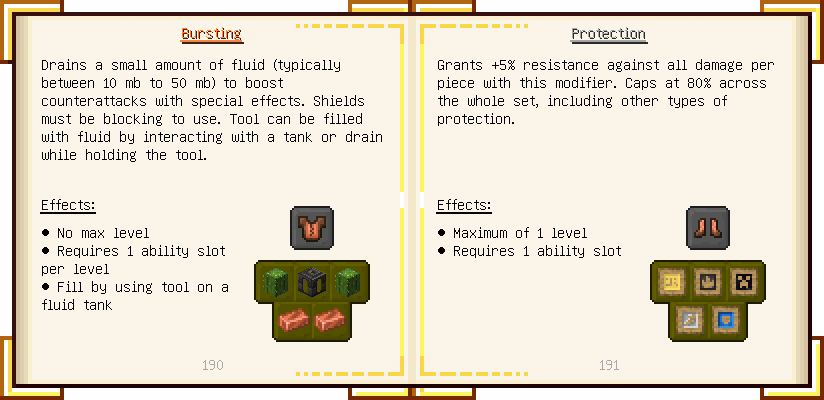 Bursting
Drains a small amount of fluid (typically
between 10 mb to 50 mb) to boost
counterattacks with special effects. Shields
must be blocking to use. Tool can be filled
with fluid by interacting with a tank or drain
while holding the tool.
Effects:
● No max level
● Requires 1 ability slot
per level
● Fill by using tool on a
fluid tank
190
Protection
Grants +5% resistance against all damage per
piece with this modifier. Caps at 80% across
the whole set, including other types of
protection.
Effects:
● Maximum of 1 level
● Requires 1 ability slot
191